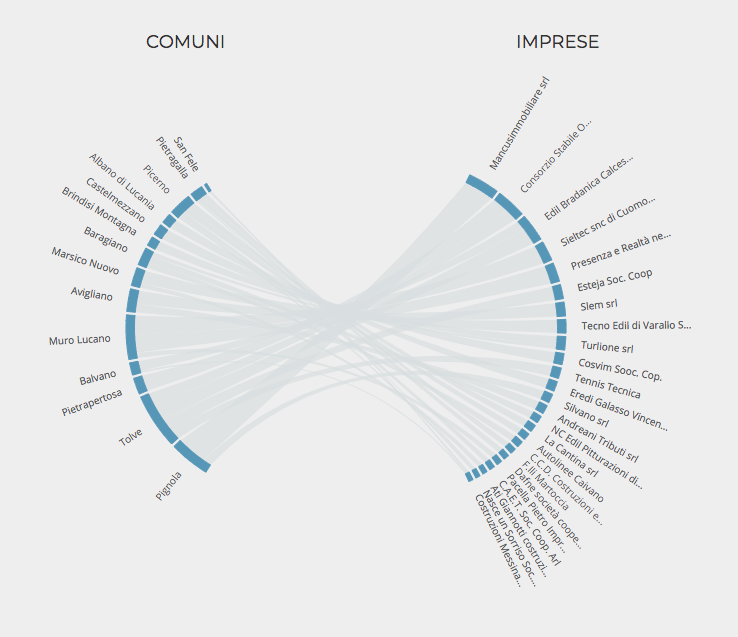 COMUNI
IMPRESE
San Fele
Pietragalla
Picerno
Albano di Lucania
Castelmezzano
Brindisi Montagna
Baragiano
Marsico Nuovo
Avigliano
Muro Lucano
Balvano
Pietrapertosa
Tolve
Pignola
Mancusimmobiliare srl
Consorzio Stabile O...
Edil Bradanica Calces...
Sieltec snc di Cuomo...
Presenza e Realtà ne...
Esteja Soc. Coop
Slem srl
Tecno Edil di Varalio S...
Turlione srl
Cosvim Sooc. Cop.
Tennis Tecnica
Eredi Galasso Vincen...
Silvano srl
Andreani Tributi srl
NC Edil Pitturazioni di...
La Cantina srl
Autolinee Caivano
C.C.D. Costruzioni e...
F.lli Martoccia
Dafne società coope...
Pacella Pietro Impr...
C.A.E.T. Soc. Coop. Arl
Ati Giannotti costruzi...
Nasce un Sorriso Soc....
Costruzioni Messina...